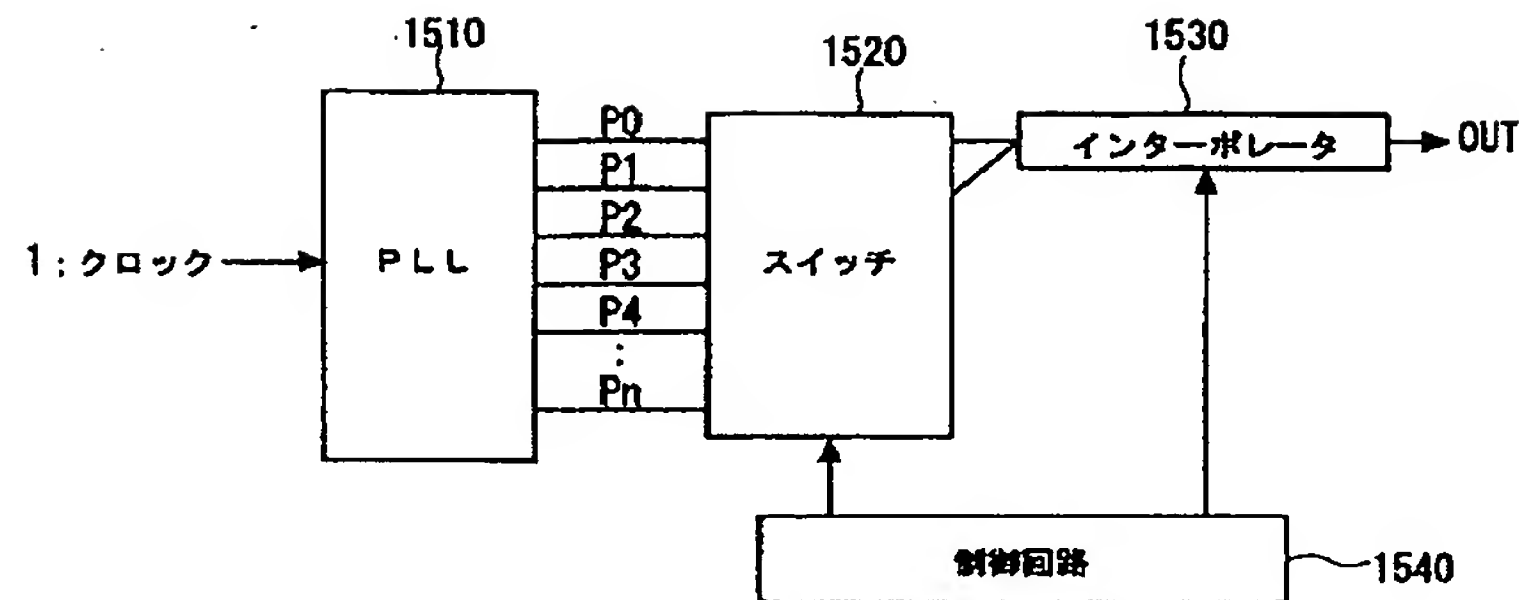 1510
1520
1530
P0
P1
P2
P3
P4
:
Pn
1;クロック
PLL
スイッチ
インターポレータ
OUT
制御回路
1540